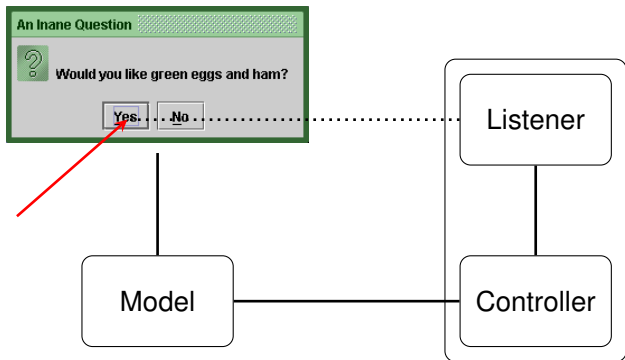 An Inane Question
Would you like green eggs and ham?
Yes No
Listener
Model
Controller